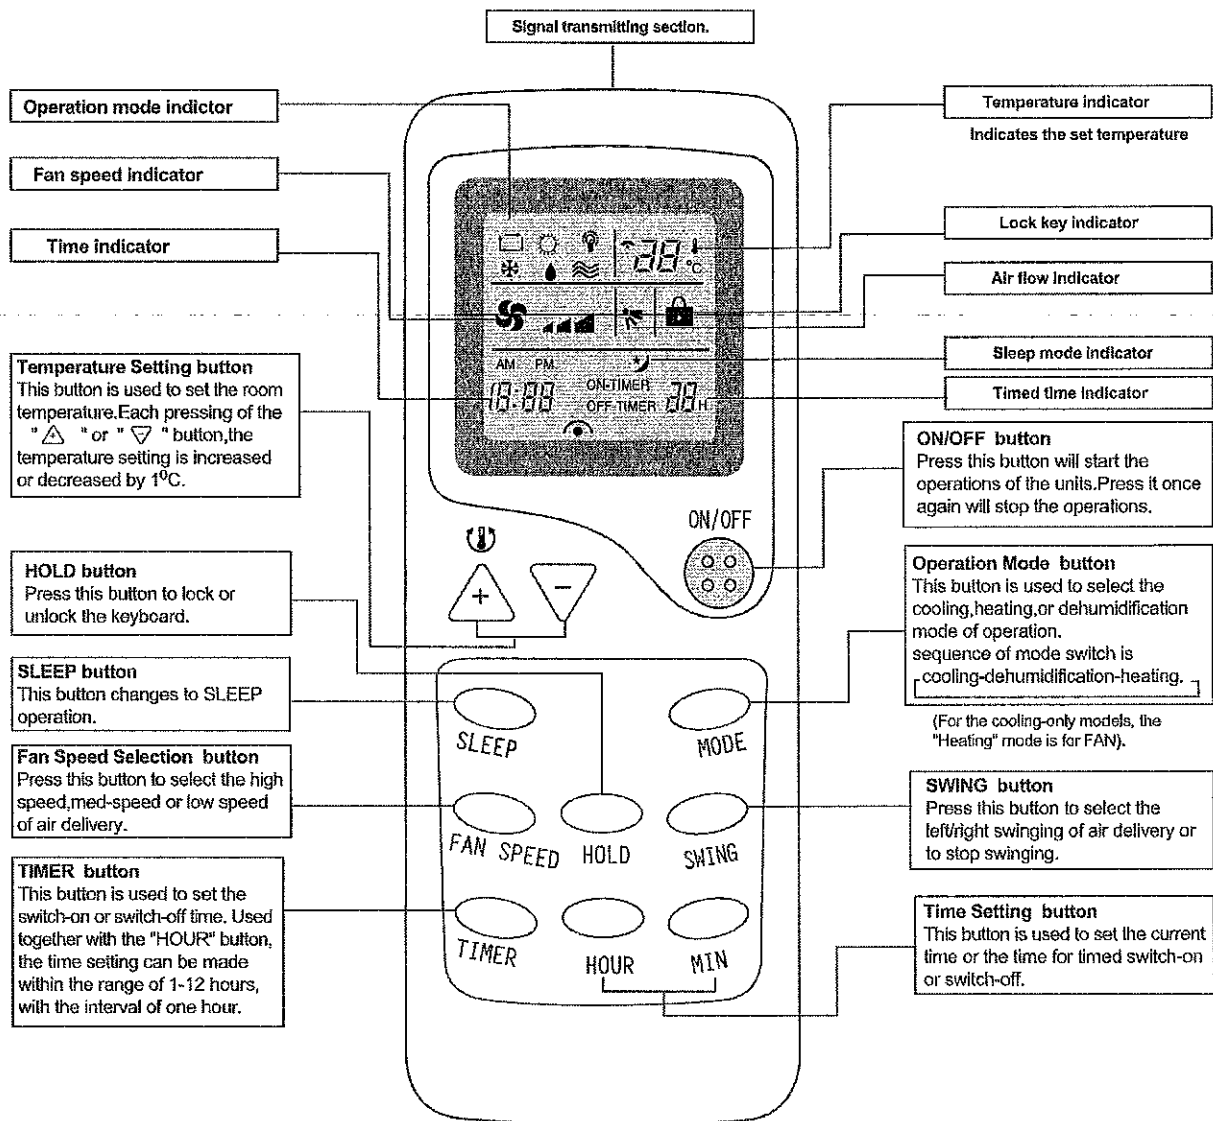 Signal transmitting section.
Operation mode indictor
Fan speed indicator
Time indicator
Temperature Setting button
This button is used to set the room
temperature.Each pressing of the
" + " or " − " button,the
temperature setting is increased
or decreased by 1⁰C.
HOLD button
Press this button to lock or
unlock the keyboard.
SLEEP button
This button changes to SLEEP
operation.
Fan Speed Selection button
Press this button to select the high
speed,med-speed or low speed
of air delivery.
TIMER button
This button is used to set the
switch-on or switch-off time. Used
together with the "HOUR" button,
the time setting can be made
within the range of 1-12 hours,
with the interval of one hour.
88
°C
AM PM
18:88
ON-TIMER
OFF-TIMER
88 H
ON/OFF
+
−
SLEEP
MODE
FAN SPEED
HOLD
SWING
TIMER
HOUR
MIN
Temperature indicator
Indicates the set temperature
Lock key indicator
Air flow indicator
Sleep mode indicator
Timed time indicator
ON/OFF button
Press this button will start the
operations of the units.Press it once
again will stop the operations.
Operation Mode button
This button is used to select the
cooling,heating,or dehumidification
mode of operation.
sequence of mode switch is
cooling-dehumidification-heating.
(For the cooling-only models, the
"Heating" mode is for FAN).
SWING button
Press this button to select the
left/right swinging of air delivery or
to stop swinging.
Time Setting button
This button is used to set the current
time or the time for timed switch-on
or switch-off.